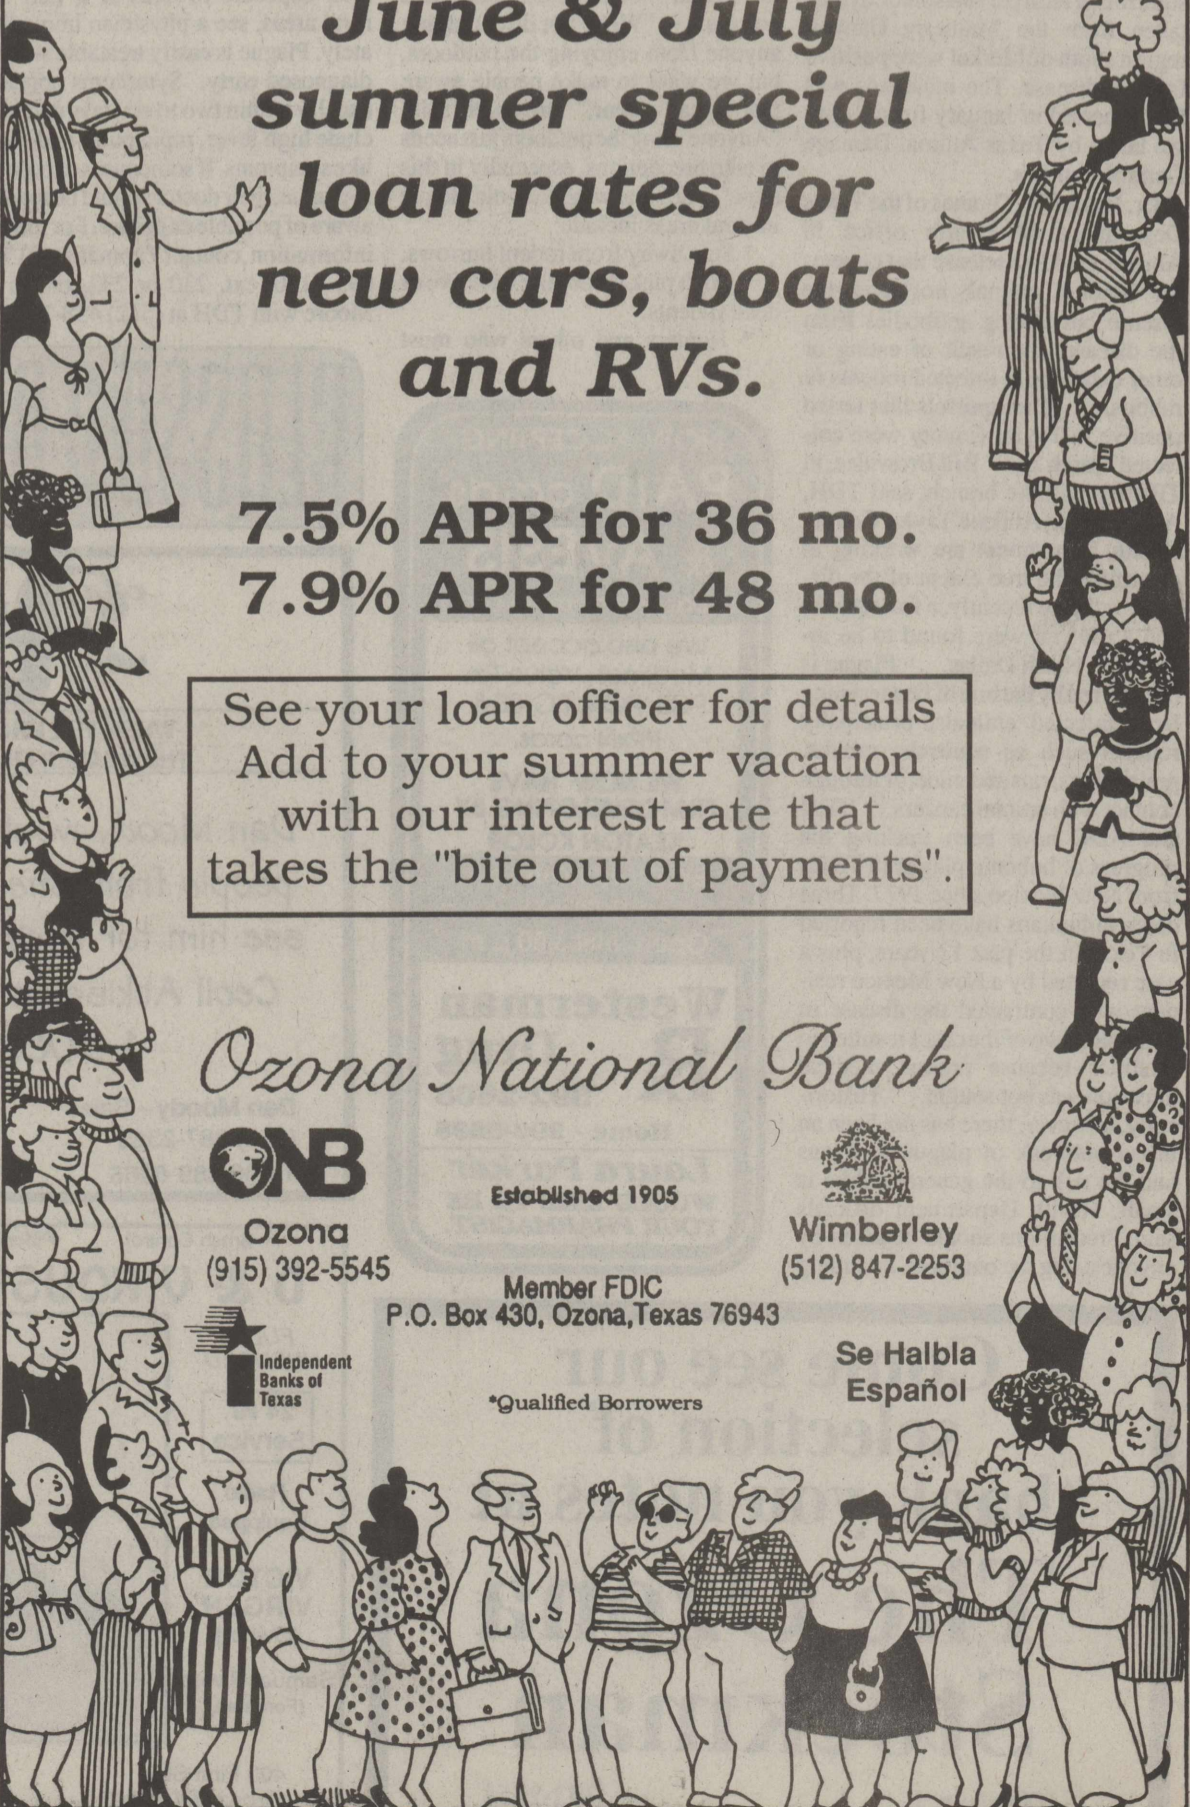 June & July
summer special
loan rates for
new cars, boats
and RVs.
7.5% APR for 36 mo.
7.9% APR for 48 mo.
See your loan officer for details
Add to your summer vacation
with our interest rate that
takes the "bite out of payments".
Ozona National Bank
ONB
Ozona
(915) 392-5545
Established 1905
Wimberley
(512) 847-2253
Member FDIC
P.O. Box 430, Ozona,Texas 76943
Independent
Banks of
Texas
*Qualified Borrowers
Se Halbla
Español